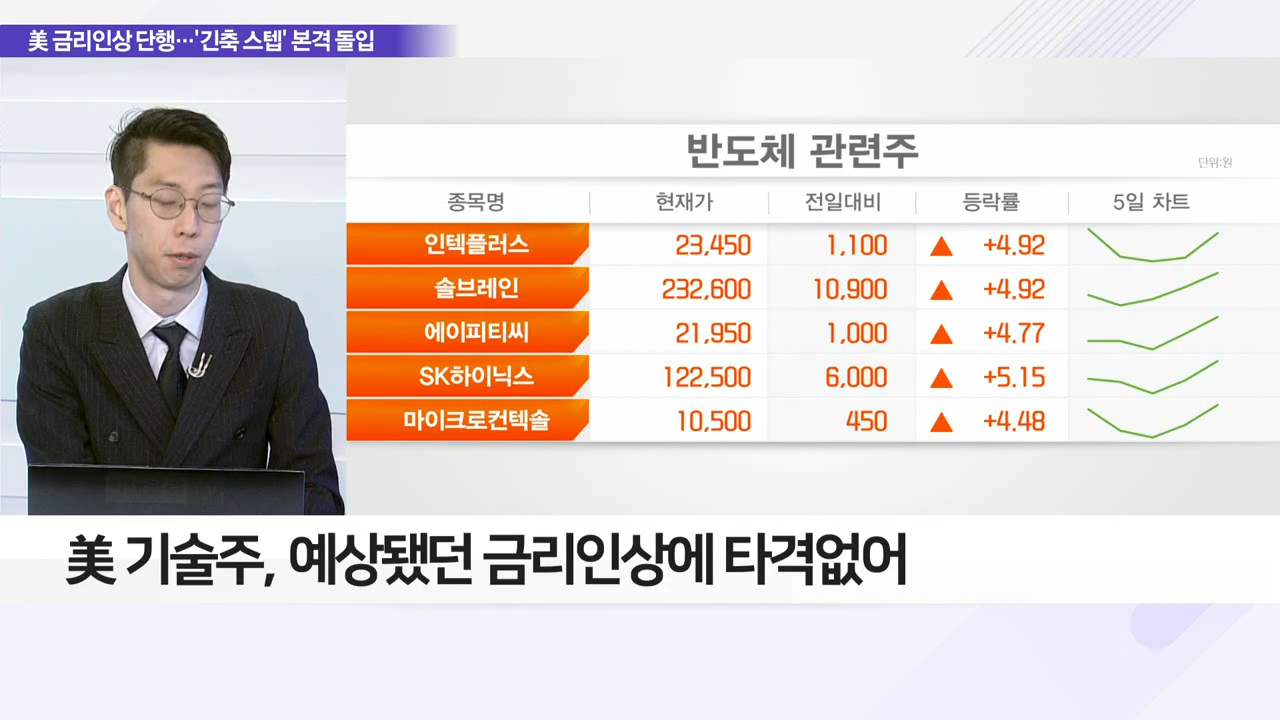 美 금리인상 단행…'긴축 스텝' 본격 돌입
반도체 관련주
단위:원
종목명 현재가 전일대비 등락률 5일 차트
인텍플러스 23,450 1,100 ▲ +4.92
솔브레인 232,600 10,900 ▲ +4.92
에이피티씨 21,950 1,000 ▲ +4.77
SK하이닉스 122,500 6,000 ▲ +5.15
마이크로컨텍솔 10,500 450 ▲ +4.48
美 기술주, 예상됐던 금리인상에 타격없어